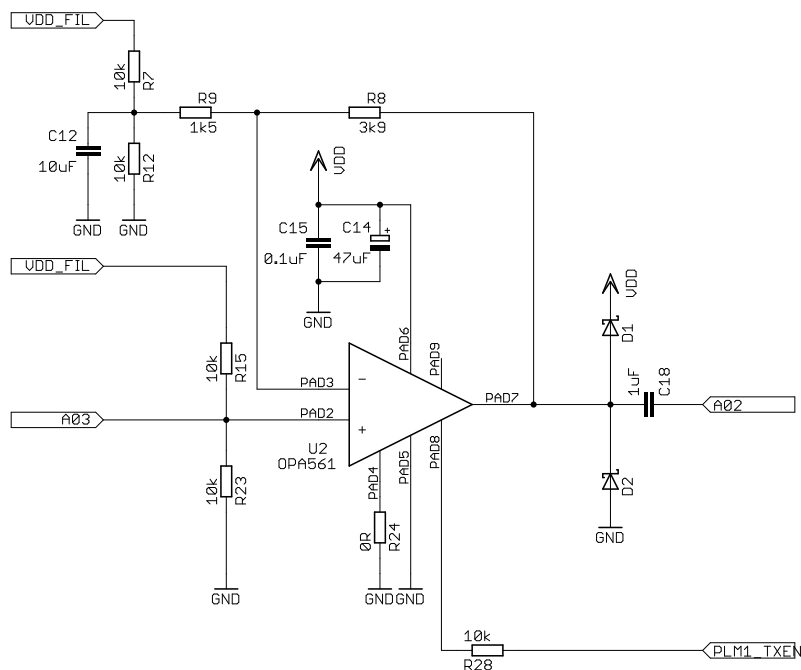 VDD_FIL
10k
R7
R9
1k5
R8
3k9
C12
10uF
10k
R12
GND
GND
VDD
C15
0.1uF
C14
+
47uF
GND
VDD_FIL
10k
R15
A03
PAD3
PAD2
-
+
U2
OPA561
PAD6
PAD9
PAD7
PAD8
PAD4
PAD5
0R
R24
GND
GND
10k
R23
GND
VDD
D1
1uF
C18
A02
D2
GND
10k
R28
PLM1_TXEN